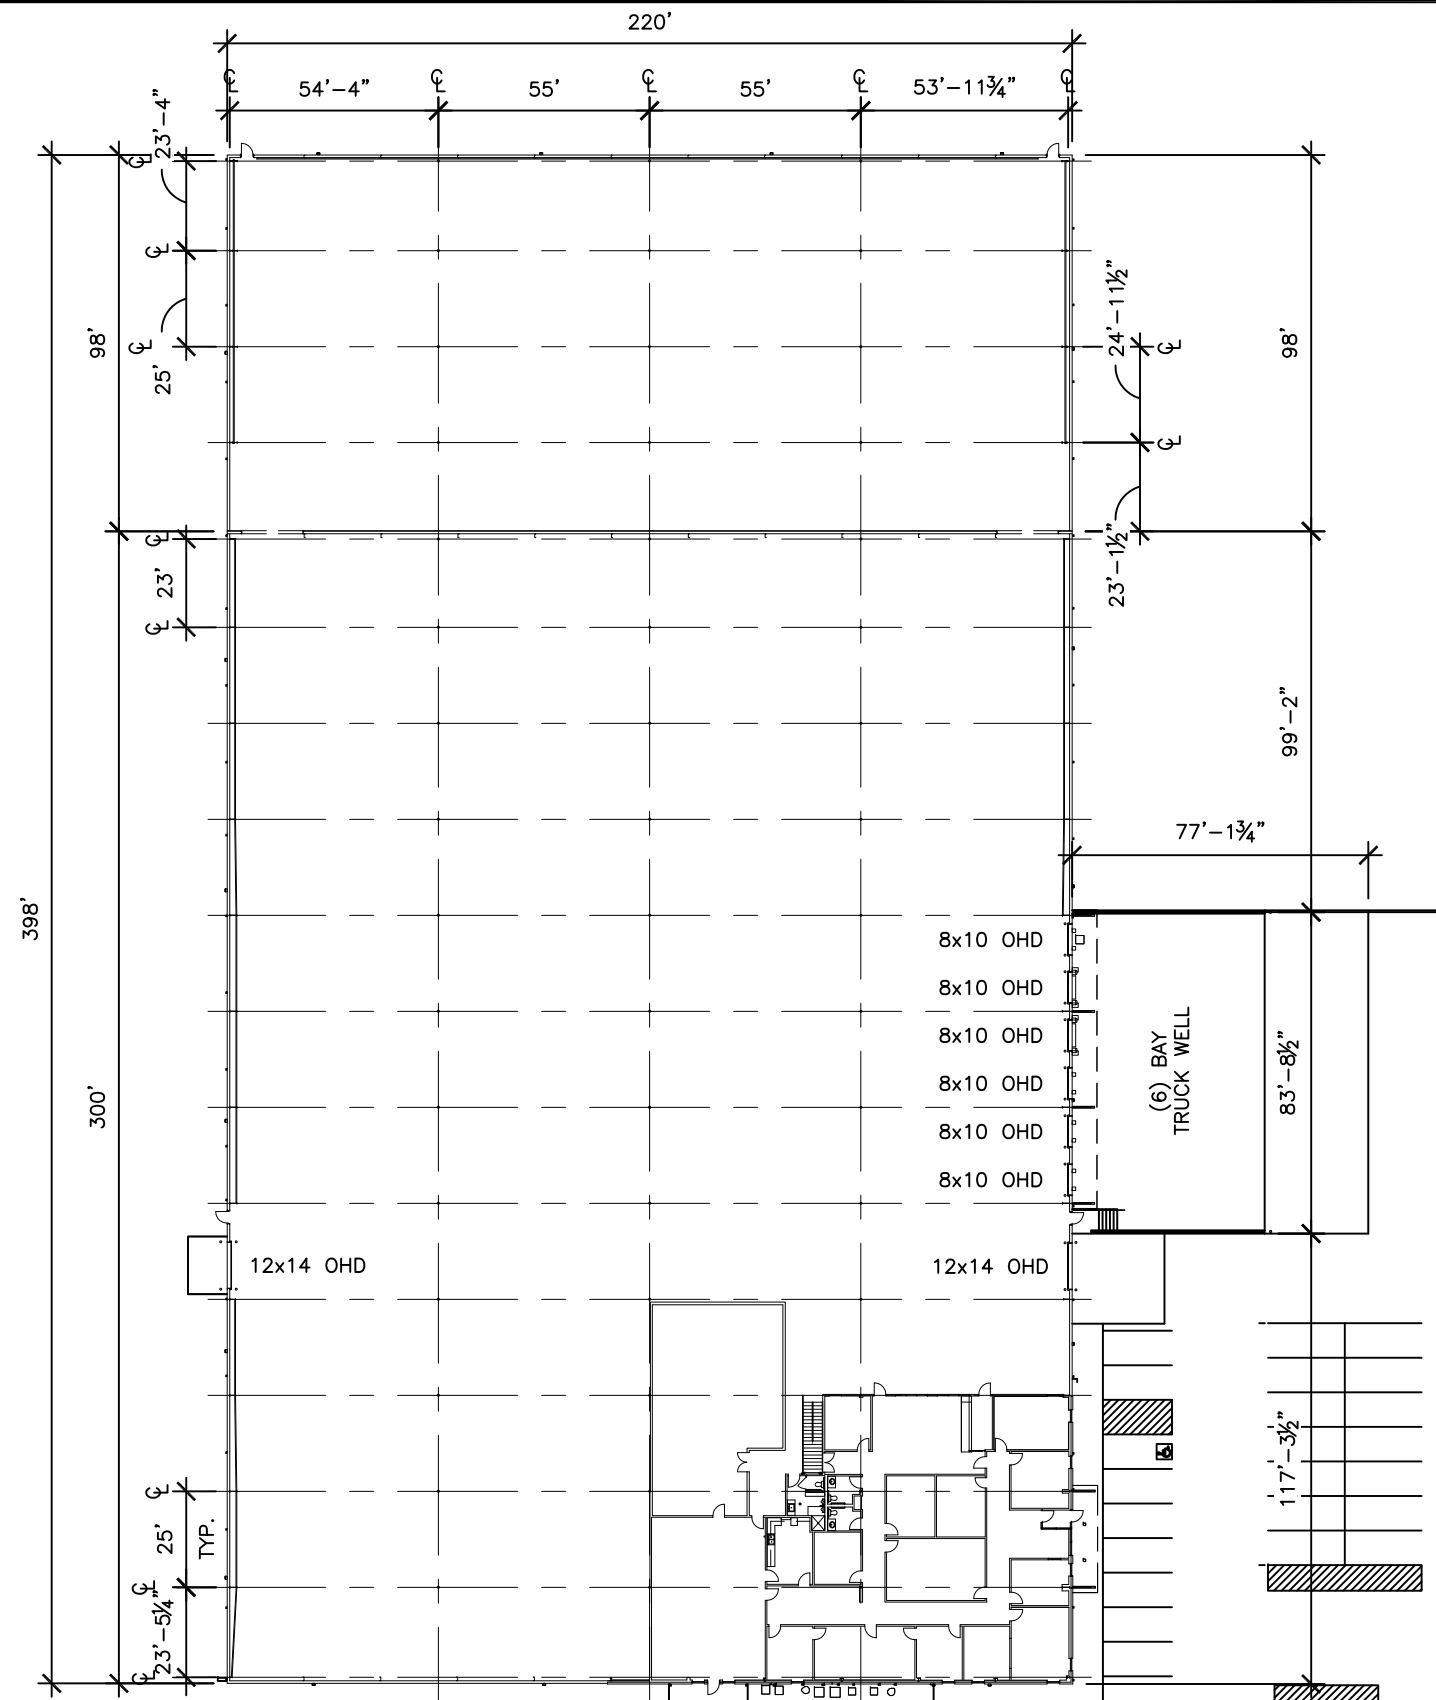 220'
54'-4"
55'
55'
53'-11¾"
23'-4"
98'
25'
24'-11½"
98'
23'-1½"
23'
99'-2"
77'-1¾"
398'
8x10 OHD
8x10 OHD
8x10 OHD
8x10 OHD
8x10 OHD
8x10 OHD
(6) BAY
TRUCK WELL
83'-8½"
300'
12x14 OHD
12x14 OHD
117'-3½"
25'
TYP.
23'-5¼"